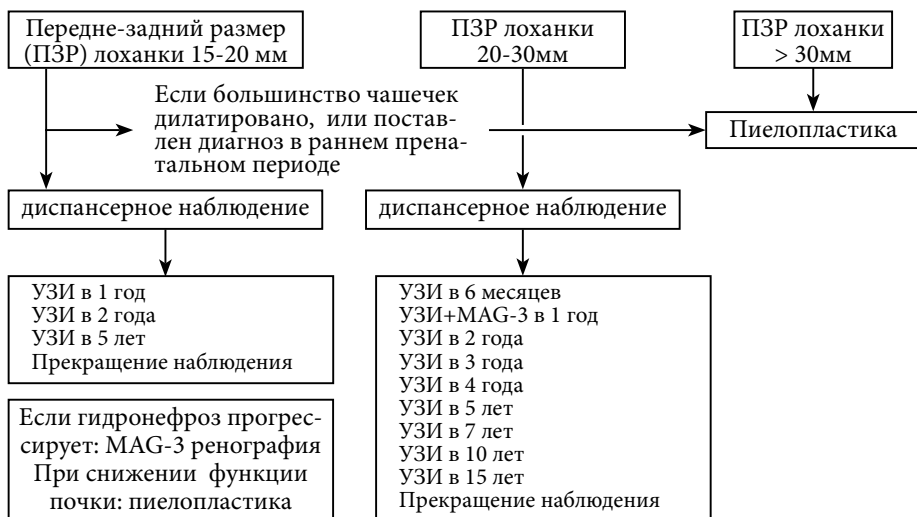 Передне-задний размер
(ПЗР) лоханки 15-20 мм
ПЗР лоханки
20-30мм
ПЗР лоханки
> 30мм
Если большинство чашечек
дилатировано, или постав-
лен диагноз в раннем прена-
тальном периоде
Пиелопластика
диспансерное наблюдение
диспансерное наблюдение
УЗИ в 1 год
УЗИ в 2 года
УЗИ в 5 лет
Прекращение наблюдения
Если гидронефроз прогрес-
сирует: MAG-3 ренография
При снижении функции
почки: пиелопластика
УЗИ в 6 месяцев
УЗИ+MAG-3 в 1 год
УЗИ в 2 года
УЗИ в 3 года
УЗИ в 4 года
УЗИ в 5 лет
УЗИ в 7 лет
УЗИ в 10 лет
УЗИ в 15 лет
Прекращение наблюдения